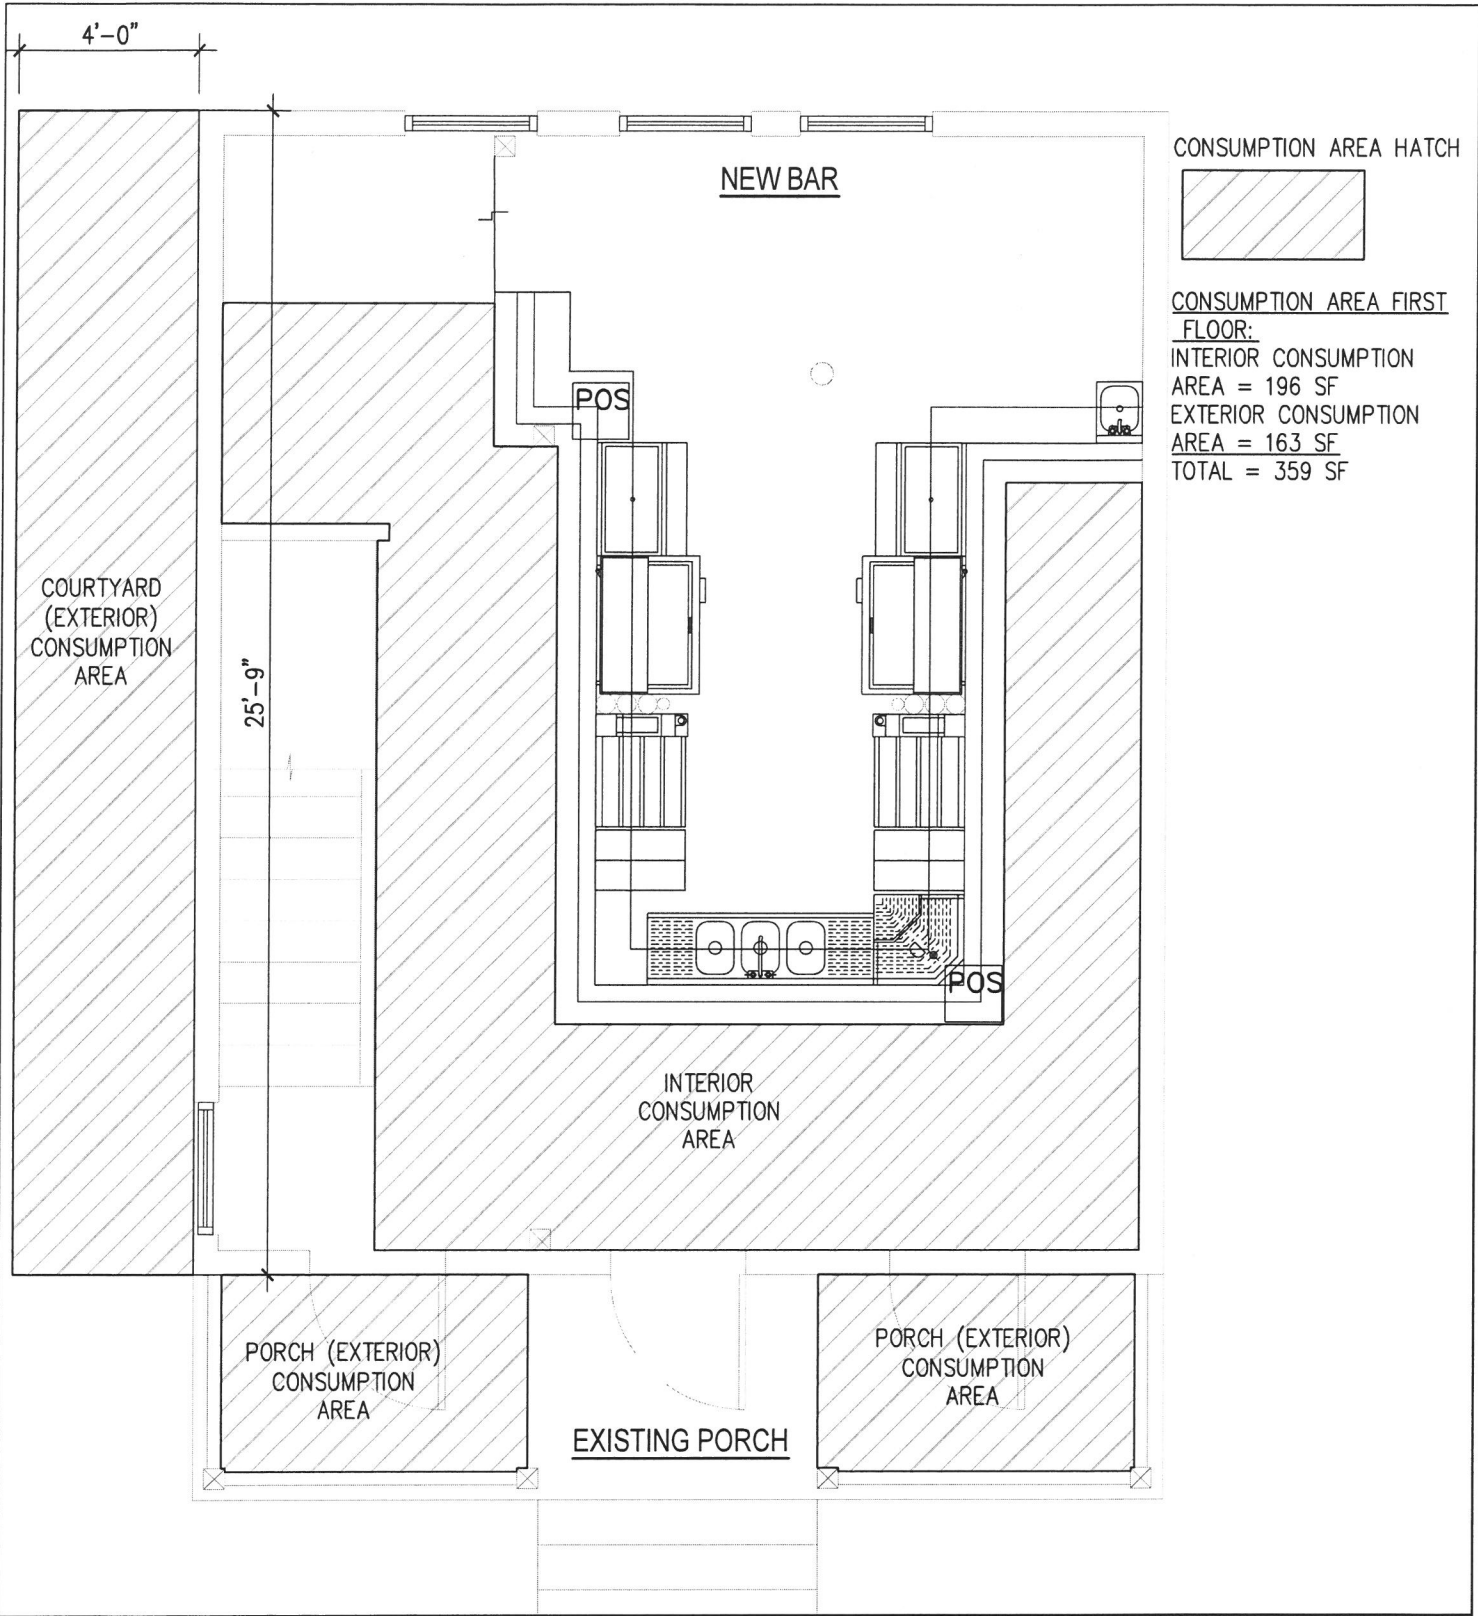 4'-0"
NEW BAR
CONSUMPTION AREA HATCH
CONSUMPTION AREA FIRST
FLOOR:
INTERIOR CONSUMPTION
AREA = 196 SF
EXTERIOR CONSUMPTION
AREA = 163 SF
TOTAL = 359 SF
POS
COURTYARD
(EXTERIOR)
CONSUMPTION
AREA
25'-9"
POS
INTERIOR
CONSUMPTION
AREA
PORCH (EXTERIOR)
CONSUMPTION
AREA
PORCH (EXTERIOR)
CONSUMPTION
AREA
EXISTING PORCH